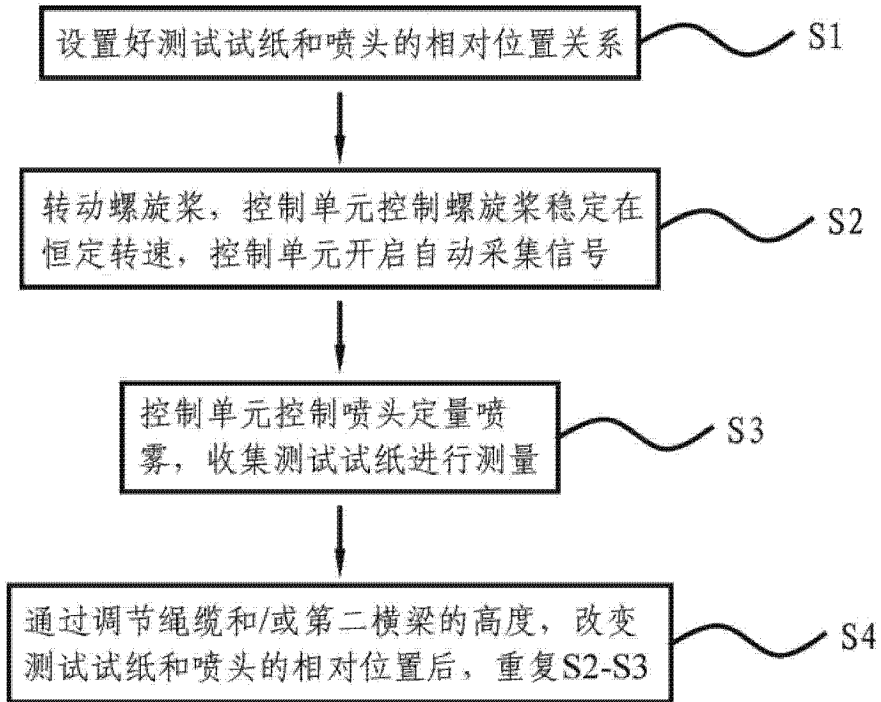 设置好测试试纸和喷头的相对位置关系
S1
转动螺旋桨，控制单元控制螺旋桨稳定在
恒定转速，控制单元开启自动采集信号
S2
控制单元控制喷头定量喷
雾，收集测试试纸进行测量
S3
通过调节绳缆和/或第二横梁的高度，改变
测试试纸和喷头的相对位置后，重复S2-S3
S4